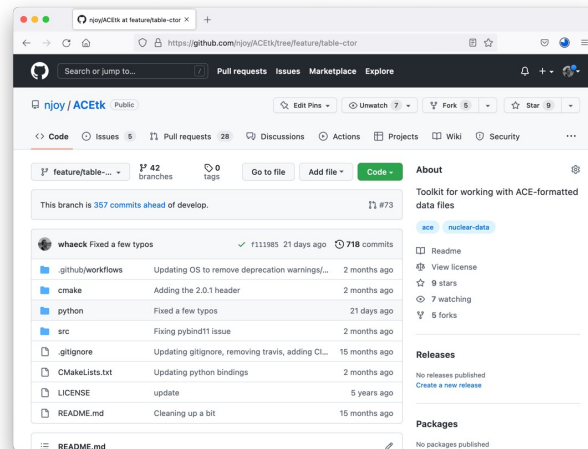 njoy/ACEtk at feature/table-ctor
https://github.com/njoy/ACEtk/tree/feature/table-ctor
Search or jump to... / Pull requests Issues Marketplace Explore
njoy / ACEtk Public
Edit Pins Unwatch 7 Fork 5 Star 9
Code Issues 5 Pull requests 28 Discussions Actions Projects Wiki Security ...
feature/table-... 42 branches 0 tags Go to file Add file Code
This branch is 357 commits ahead of develop. #73
whaeck Fixed a few typos f111985 21 days ago 718 commits
.github/workflows Updating OS to remove deprecation warnings/... 2 months ago
cmake Adding the 2.0.1 header 2 months ago
python Fixed a few typos 21 days ago
src Fixing pybind11 issue 2 months ago
.gitignore Updating gitignore, removing travis, adding CI... 15 months ago
CMakeLists.txt Updating python bindings 2 months ago
LICENSE update 5 years ago
README.md Cleaning up a bit 15 months ago
README.md
About
Toolkit for working with ACE-formatted
data files
ace nuclear-data
Readme
View license
9 stars
7 watching
5 forks
Releases
No releases published
Create a new release
Packages
No packages published